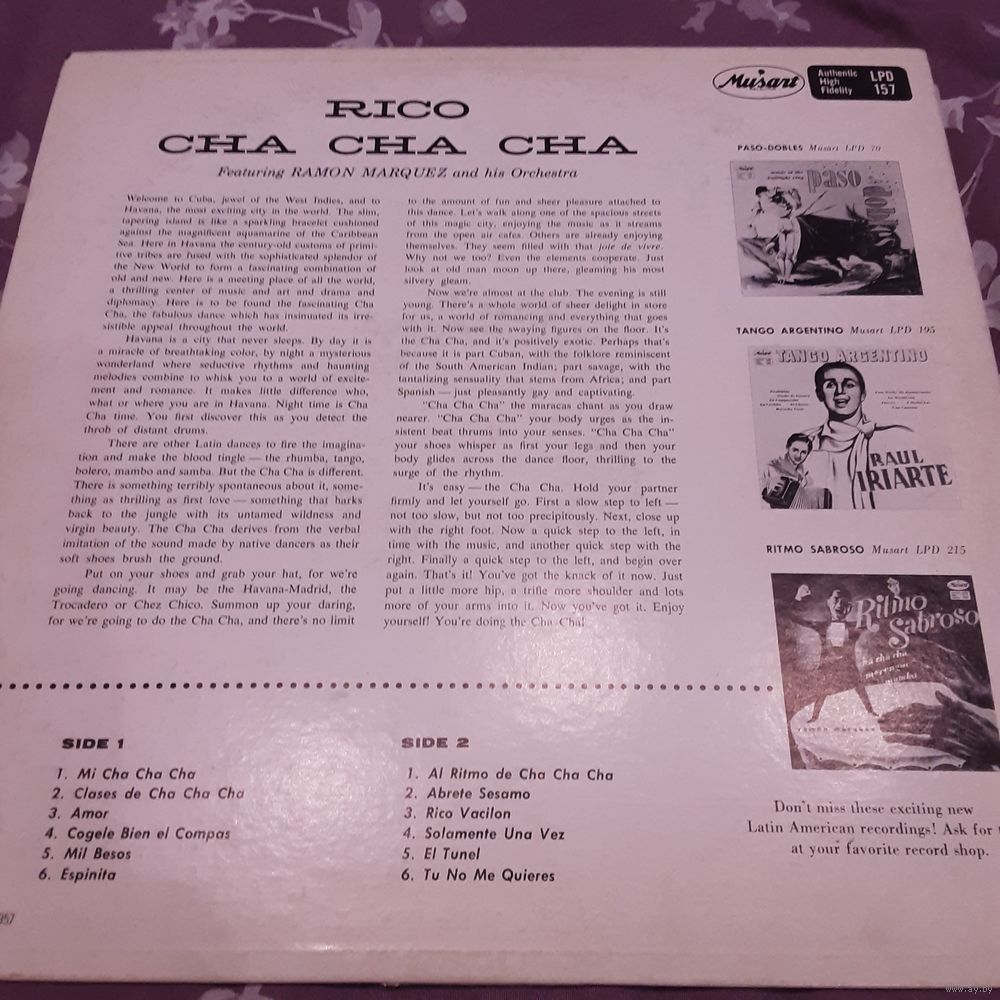 Musart
Authentic High Fidelity
LPD 157
RICO
CHA CHA CHA
Featuring RAMON MARQUEZ and his Orchestra
Welcome to Cuba, jewel of the West Indies, and to
Havana, the most exciting city in the world. The slim,
tapering island is like a sparkling bracelet cushioned
against the magnificent aquamarine of the Caribbean
Sea. Here in Havana the century-old customs of primi-
tive tribes are fused with the sophisticated splendor of
the New World to form a fascinating combination of
old and new. Here is a meeting place of all the world,
a thrilling center of music and art and drama and
diplomacy. Here is to be found the fascinating Cha
Cha, the fabulous dance which has insinuated its irre-
sistible appeal throughout the world.
Havana is a city that never sleeps. By day it is
a miracle of breathtaking color, by night a mysterious
wonderland where seductive rhythms and haunting
melodies combine to whisk you to a world of excite-
ment and romance. It makes little difference who,
what or where you are in Havana. Night time is Cha
Cha time. You first discover this as you detect the
throb of distant drums.
There are other Latin dances to fire the imagina-
tion and make the blood tingle — the rhumba, tango,
bolero, mambo and samba. But the Cha Cha is different.
There is something terribly spontaneous about it, some-
thing as thrilling as first love — something that harks
back to the jungle with its untamed wildness and
virgin beauty. The Cha Cha derives from the verbal
imitation of the sound made by native dancers as their
soft shoes brush the ground.
Put on your shoes and grab your hat, for we're
going dancing. It may be the Havana-Madrid, the
Trocadero or Chez Chico. Summon up your daring,
for we're going to do the Cha Cha, and there's no limit
to the amount of fun and sheer pleasure attached to
this dance. Let's walk along one of the spacious streets
of this magic city, enjoying the music as it streams
from the open air cafes. Others are already enjoying
themselves. They seem filled with that joie de vivre.
Why not we too? Even the elements cooperate. Just
look at old man moon up there, gleaming his most
silvery gleam.
Now we're almost at the club. The evening is still
young. There's a whole world of sheer delight in store
for us, a world of romancing and everything that goes
with it. Now see the swaying figures on the floor. It's
the Cha Cha, and it's positively exotic. Perhaps that's
because it is part Cuban, with the folklore reminiscent
of the South American Indian; part savage, with the
tantalizing sensuality that stems from Africa; and part
Spanish — just pleasantly gay and captivating.
"Cha Cha Cha" the maracas chant as you draw
nearer. "Cha Cha Cha" your body urges as the in-
sistent beat thrums into your senses. "Cha Cha Cha"
your shoes whisper as first your legs and then your
body glides across the dance floor, thrilling to the
surge of the rhythm.
It's easy — the Cha Cha. Hold your partner
firmly and let yourself go. First a slow step to left —
not too slow, but not too precipitously. Next, close up
with the right foot. Now a quick step to the left, in
time with the music, and another quick step with the
right. Finally a quick step to the left, and begin over
again. That's it! You've got the knack of it now. Just
put a little more hip, a trifle more shoulder and lots
more of your arms into it. Now you've got it. Enjoy
yourself! You're doing the Cha Cha!
PASO-DOBLES Musart LPD 70
paso
dobles
TANGO ARGENTINO Musart LPD 195
TANGO ARGENTINO
RAUL
IRIARTE
RITMO SABROSO Musart LPD 215
Ritmo
Sabroso
cha cha cha
merengue
mambo
ramon marquez
Don't miss these exciting new
Latin American recordings! Ask for
at your favorite record shop.
SIDE 1
1. Mi Cha Cha Cha
2. Clases de Cha Cha Cha
3. Amor
4. Cogele Bien el Compas
5. Mil Besos
6. Espinita
SIDE 2
1. Al Ritmo de Cha Cha Cha
2. Abrete Sesamo
3. Rico Vacilon
4. Solamente Una Vez
5. El Tunel
6. Tu No Me Quieres
957
www.ay.by